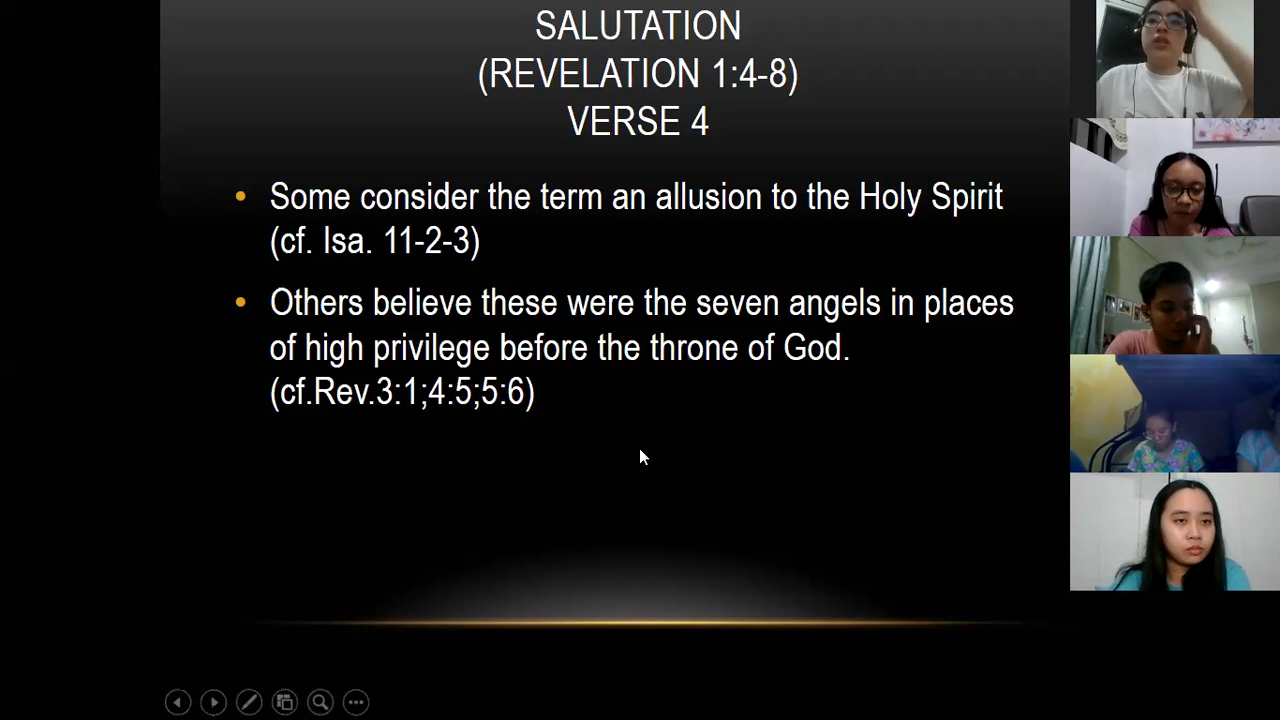 SALUTATION
(REVELATION 1:4-8)
VERSE 4
• Some consider the term an allusion to the Holy Spirit
(cf. Isa. 11-2-3)
• Others believe these were the seven angels in places
of high privilege before the throne of God.
(cf.Rev.3:1;4:5;5:6)